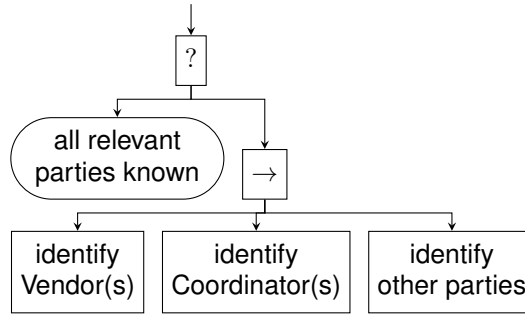 ?
all relevant
parties known
→
identify
Vendor(s)
identify
Coordinator(s)
identify
other parties